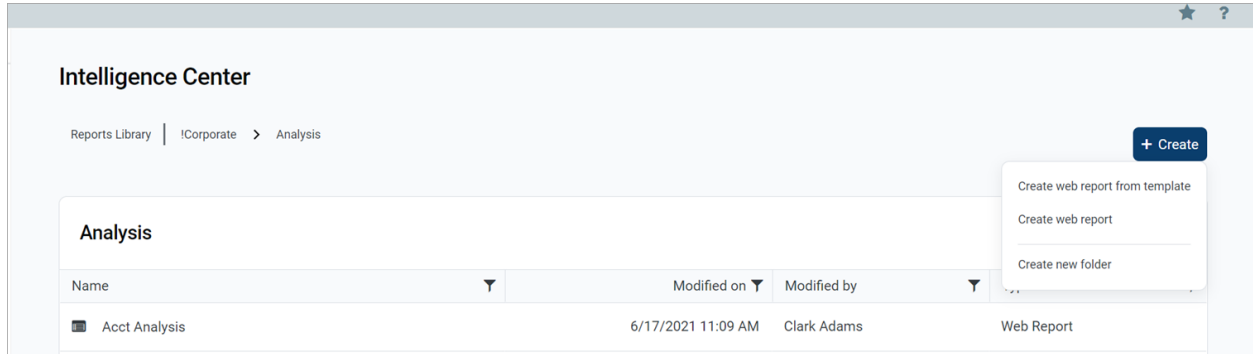 ?
Intelligence Center
Reports Library | !Corporate > Analysis
+ Create
Create web report from template
Create web report
Create new folder
Analysis
Name Modified on Modified by
Acct Analysis 6/17/2021 11:09 AM Clark Adams Web Report